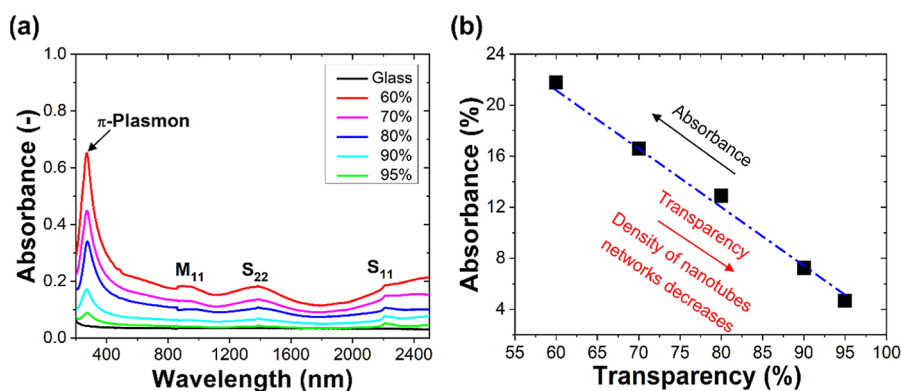 (a)
1.0
0.8
0.6
0.4
0.2
0.0
Absorbance (-)
π-Plasmon
M11
S22
S11
Glass
60%
70%
80%
90%
95%
400 800 1200 1600 2000 2400
Wavelength (nm)
(b)
24
20
16
12
8
4
Absorbance (%)
Absorbance
Transparency
Density of nanotubes
networks decreases
55 60 65 70 75 80 85 90 95 100
Transparency (%)